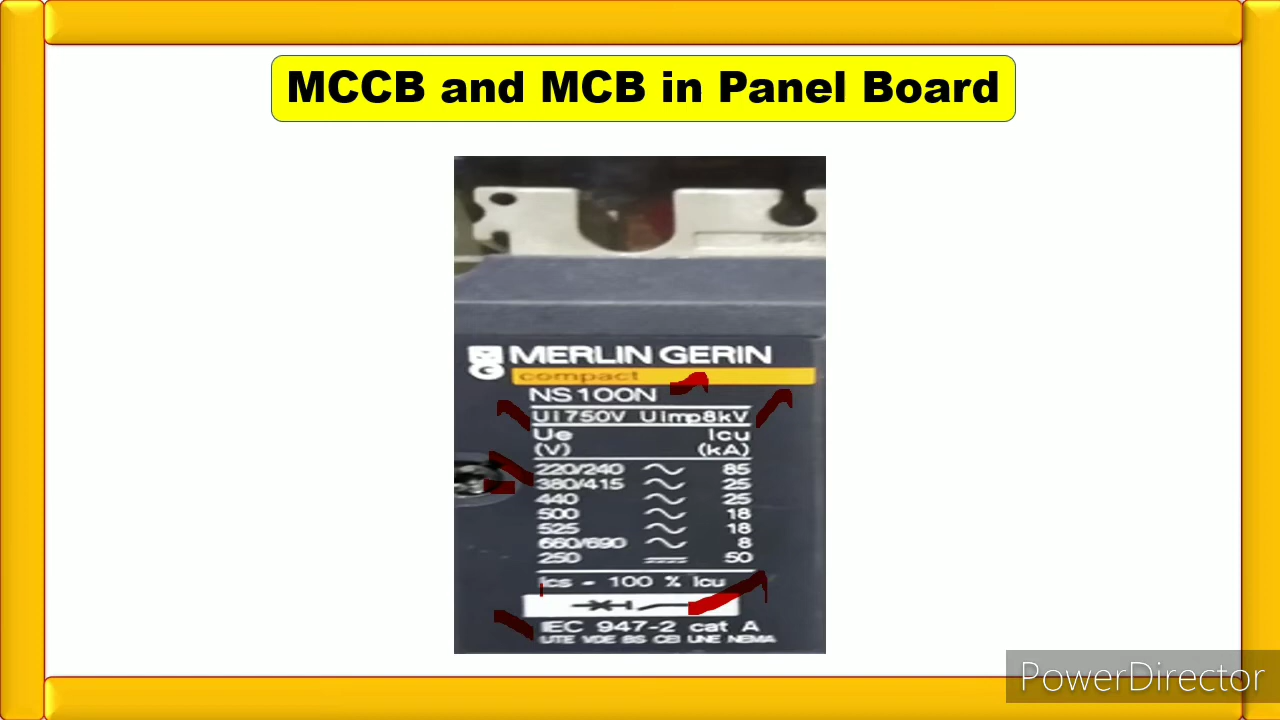 MCCB and MCB in Panel Board
MG MERLIN GERIN
compact
NS100N
Ui750V Uimp8kV
Ue Icu
(V) (kA)
220/240 ~ 85
380/415 ~ 25
440 ~ 25
500 ~ 18
525 ~ 18
660/690 ~ 8
250 ⎓ 50
Ics = 100 % Icu
IEC 947-2 cat A
UTE VDE BS CEI UNE NEMA
PowerDirector